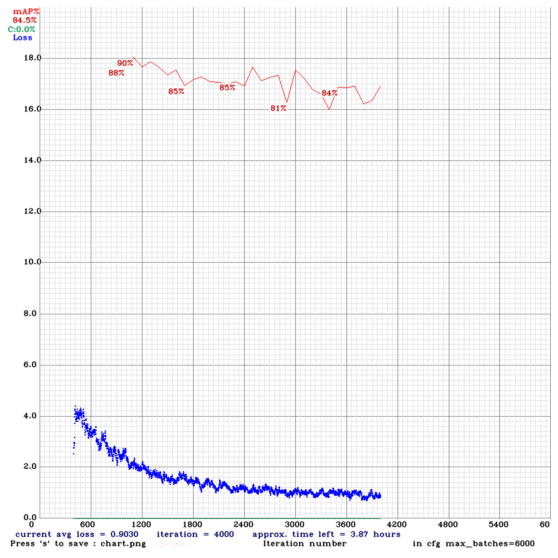 mAP%
84.5%
C:0.0%
Loss
18.0
90%
88%
85%
85%
81%
84%
16.0
14.0
12.0
10.0
8.0
6.0
4.0
2.0
0.0
0 600 1200 1800 2400 3000 3600 4200 4800 5400 60
current avg loss = 0.9030 iteration = 4000 approx. time left = 3.87 hours
Press 's' to save : chart.png Iteration number in cfg max_batches=6000